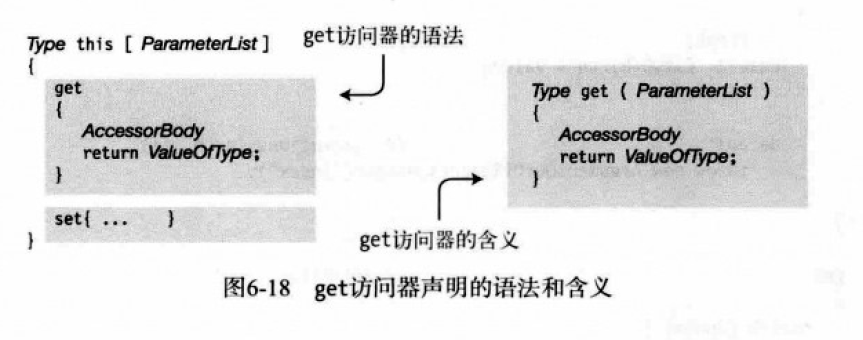 Type this [ ParameterList ]
{
get
{
AccessorBody
return ValueOfType;
}
set{ ... }
}
get访问器的语法
Type get ( ParameterList )
{
AccessorBody
return ValueOfType;
}
get访问器的含义
图6-18 get访问器声明的语法和含义